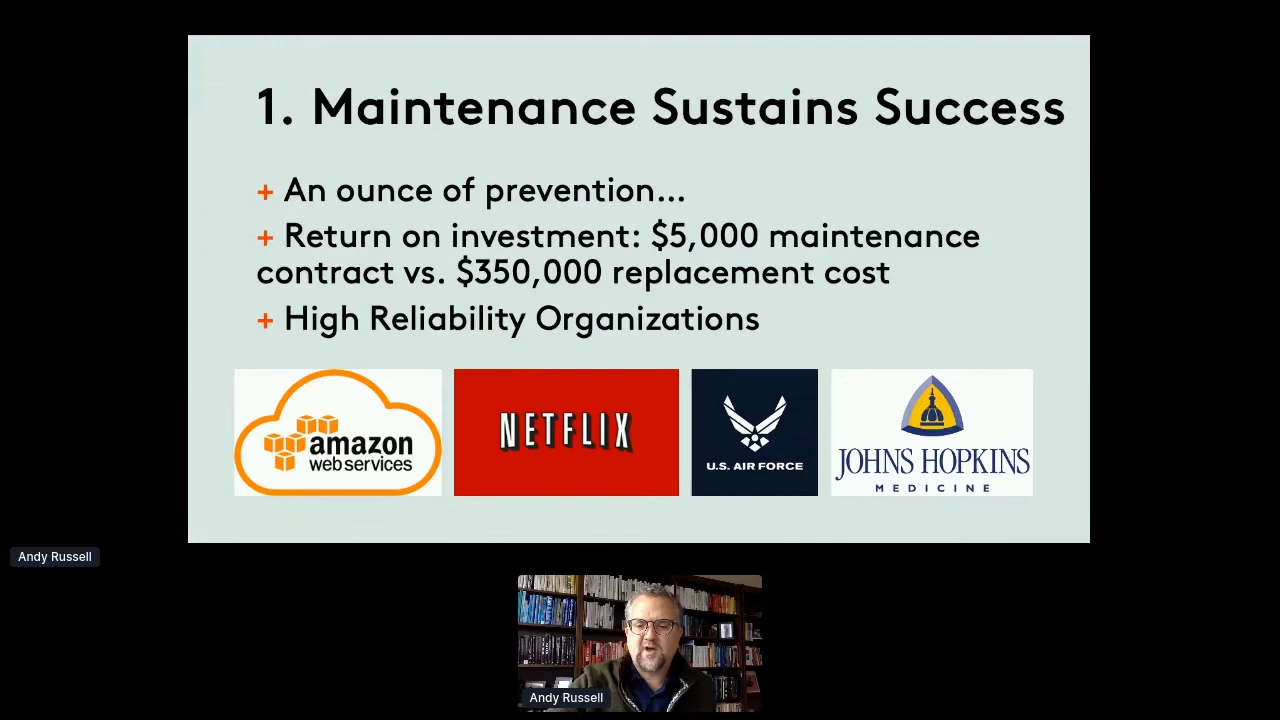 1. Maintenance Sustains Success
+ An ounce of prevention...
+ Return on investment: $5,000 maintenance
contract vs. $350,000 replacement cost
+ High Reliability Organizations
amazon
web services
NETFLIX
U.S. AIR FORCE
JOHNS HOPKINS
MEDICINE
Andy Russell
Andy Russell